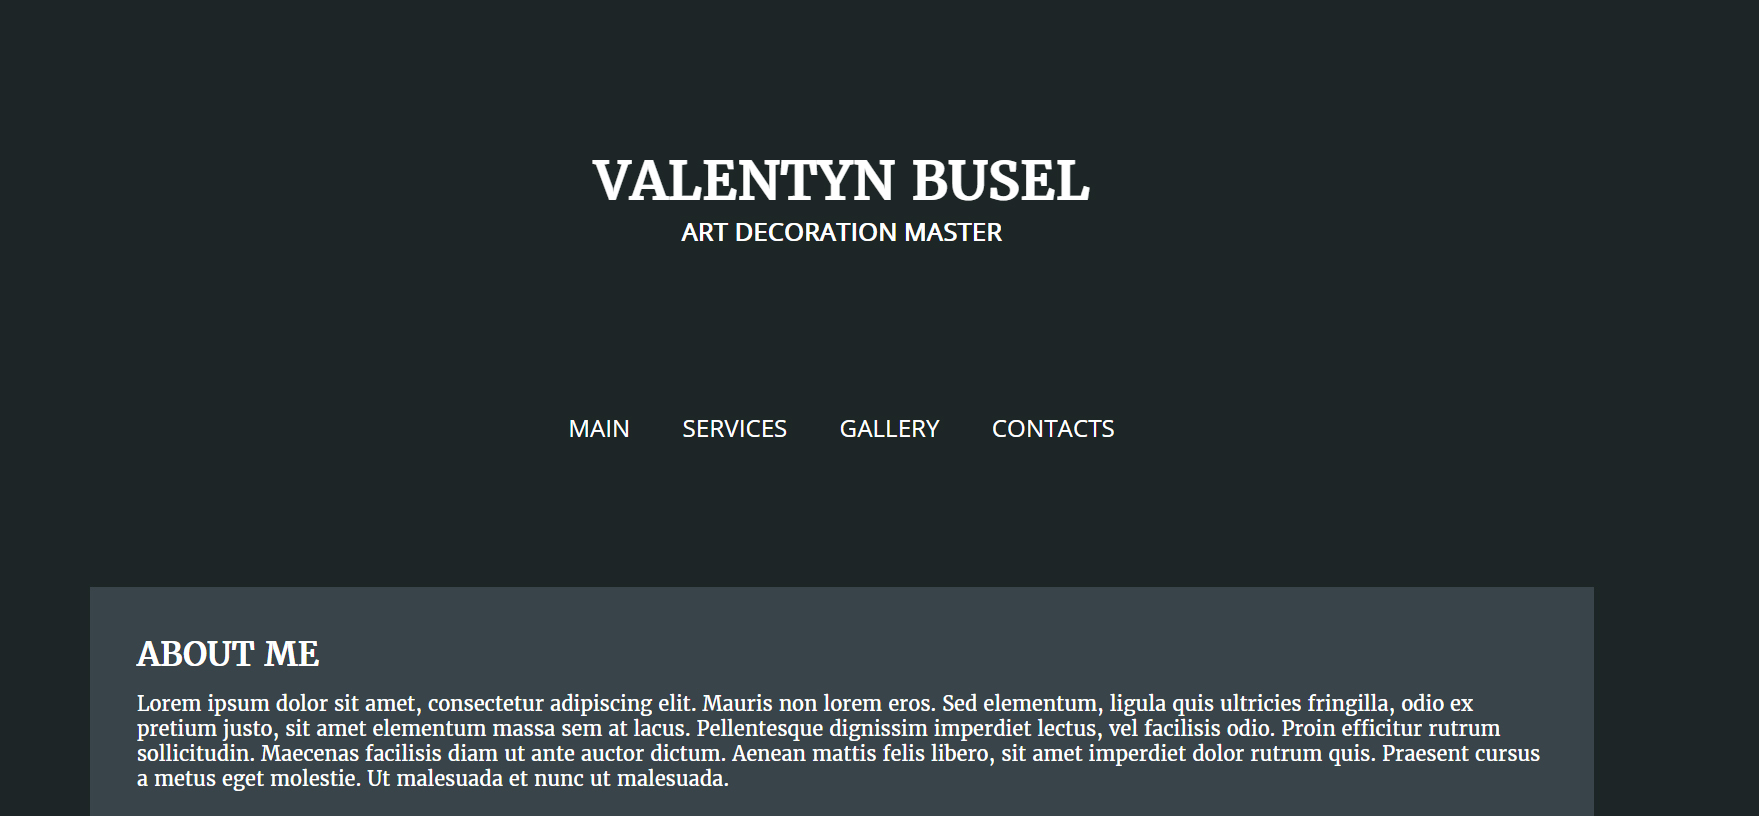 VALENTYN BUSEL
ART DECORATION MASTER
MAIN SERVICES GALLERY CONTACTS
ABOUT ME
Lorem ipsum dolor sit amet, consectetur adipiscing elit. Mauris non lorem eros. Sed elementum, ligula quis ultricies fringilla, odio ex
pretium justo, sit amet elementum massa sem at lacus. Pellentesque dignissim imperdiet lectus, vel facilisis odio. Proin efficitur rutrum
sollicitudin. Maecenas facilisis diam ut ante auctor dictum. Aenean mattis felis libero, sit amet imperdiet dolor rutrum quis. Praesent cursus
a metus eget molestie. Ut malesuada et nunc ut malesuada.